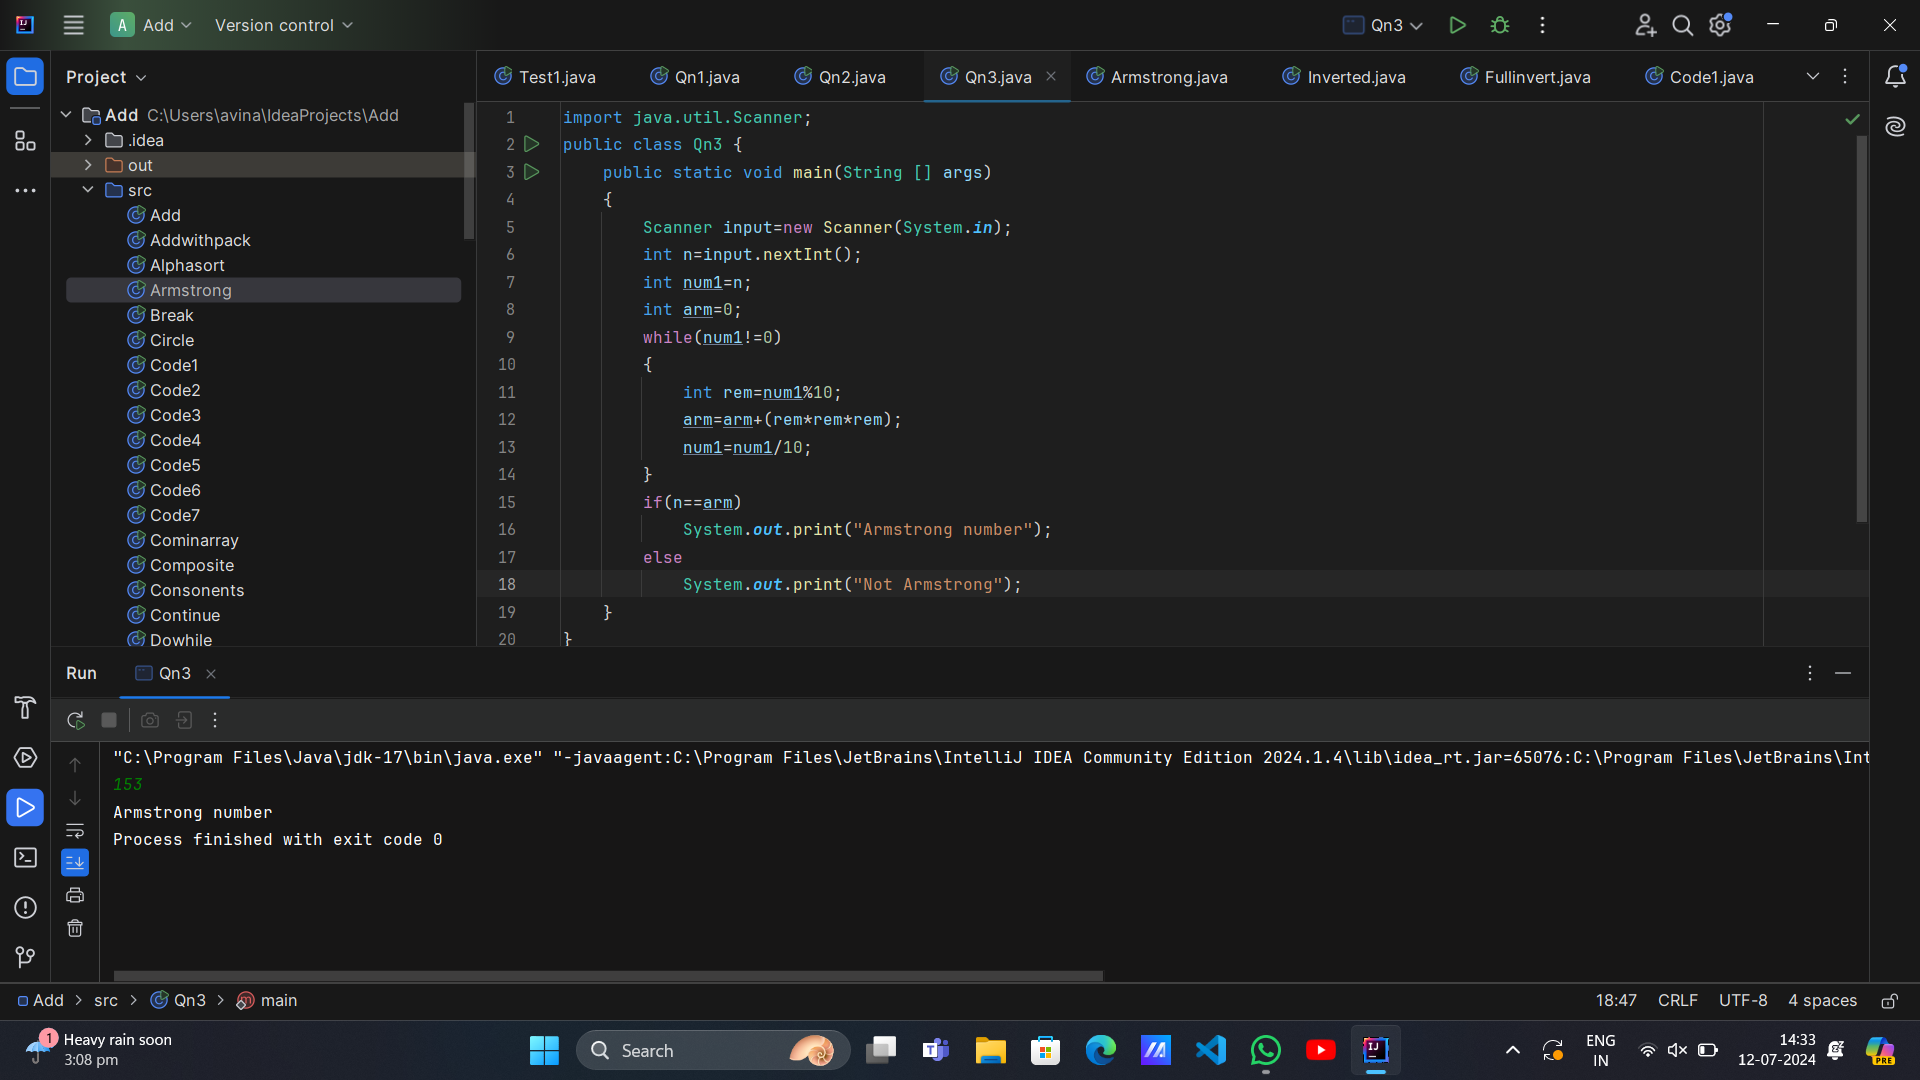 A Add Version control Qn3
Project
Test1.java Qn1.java Qn2.java Qn3.java Armstrong.java Inverted.java Fullinvert.java Code1.java
Add C:\Users\avina\IdeaProjects\Add
.idea
out
src
Add
Addwithpack
Alphasort
Armstrong
Break
Circle
Code1
Code2
Code3
Code4
Code5
Code6
Code7
Cominarray
Composite
Consonents
Continue
Dowhile
1 import java.util.Scanner;
2 public class Qn3 {
3 public static void main(String [] args)
4 {
5 Scanner input=new Scanner(System.in);
6 int n=input.nextInt();
7 int num1=n;
8 int arm=0;
9 while(num1!=0)
10 {
11 int rem=num1%10;
12 arm=arm+(rem*rem*rem);
13 num1=num1/10;
14 }
15 if(n==arm)
16 System.out.print("Armstrong number");
17 else
18 System.out.print("Not Armstrong");
19 }
20 }
Run Qn3
"C:\Program Files\Java\jdk-17\bin\java.exe" "-javaagent:C:\Program Files\JetBrains\IntelliJ IDEA Community Edition 2024.1.4\lib\idea_rt.jar=65076:C:\Program Files\JetBrains\Int
153
Armstrong number
Process finished with exit code 0
Add > src > Qn3 > main 18:47 CRLF UTF-8 4 spaces
1 Heavy rain soon
3:08 pm
Search
ENG
IN
14:33
12-07-2024
PRE